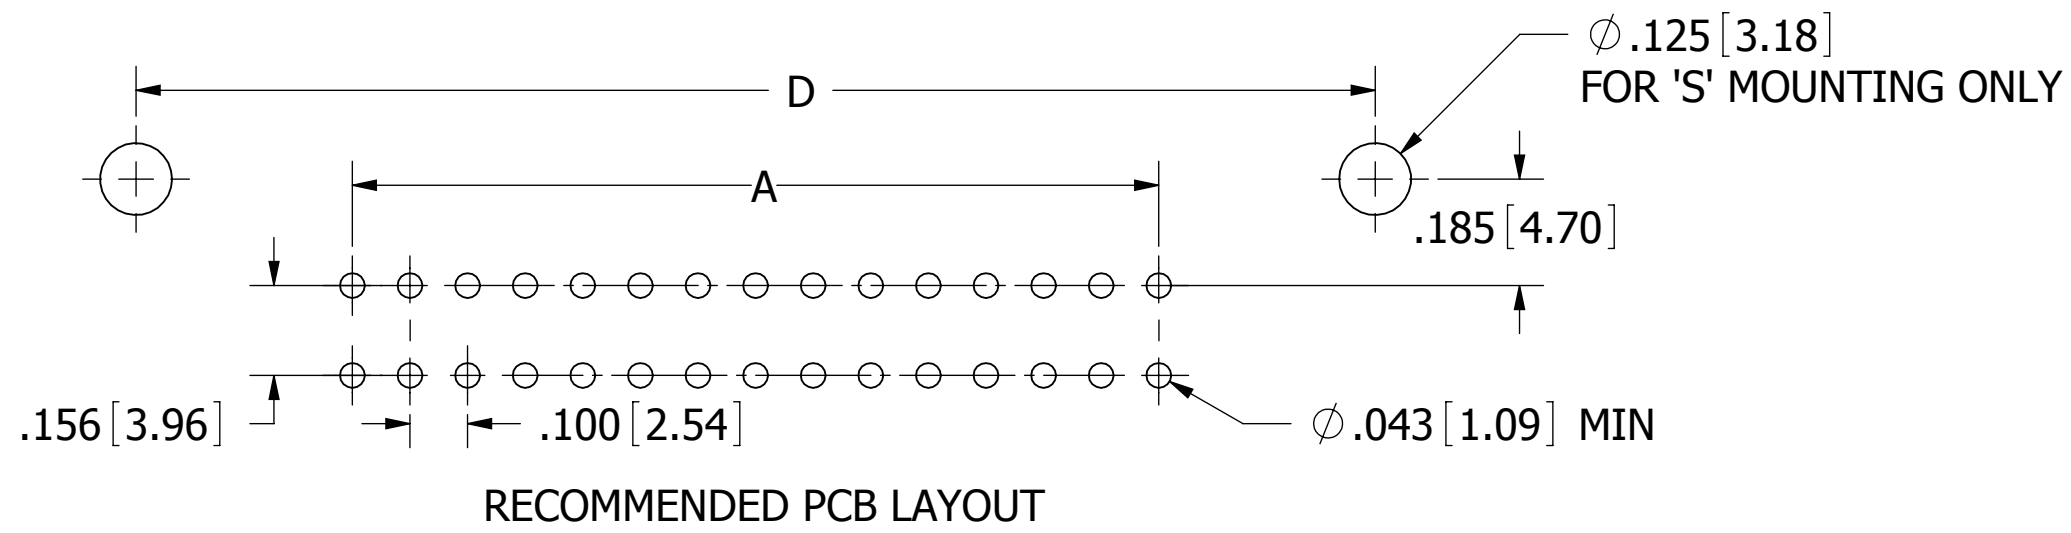 ⌀.125[3.18]
FOR 'S' MOUNTING ONLY
D
A
.185[4.70]
.156[3.96]
.100[2.54]
⌀.043[1.09] MIN
RECOMMENDED PCB LAYOUT